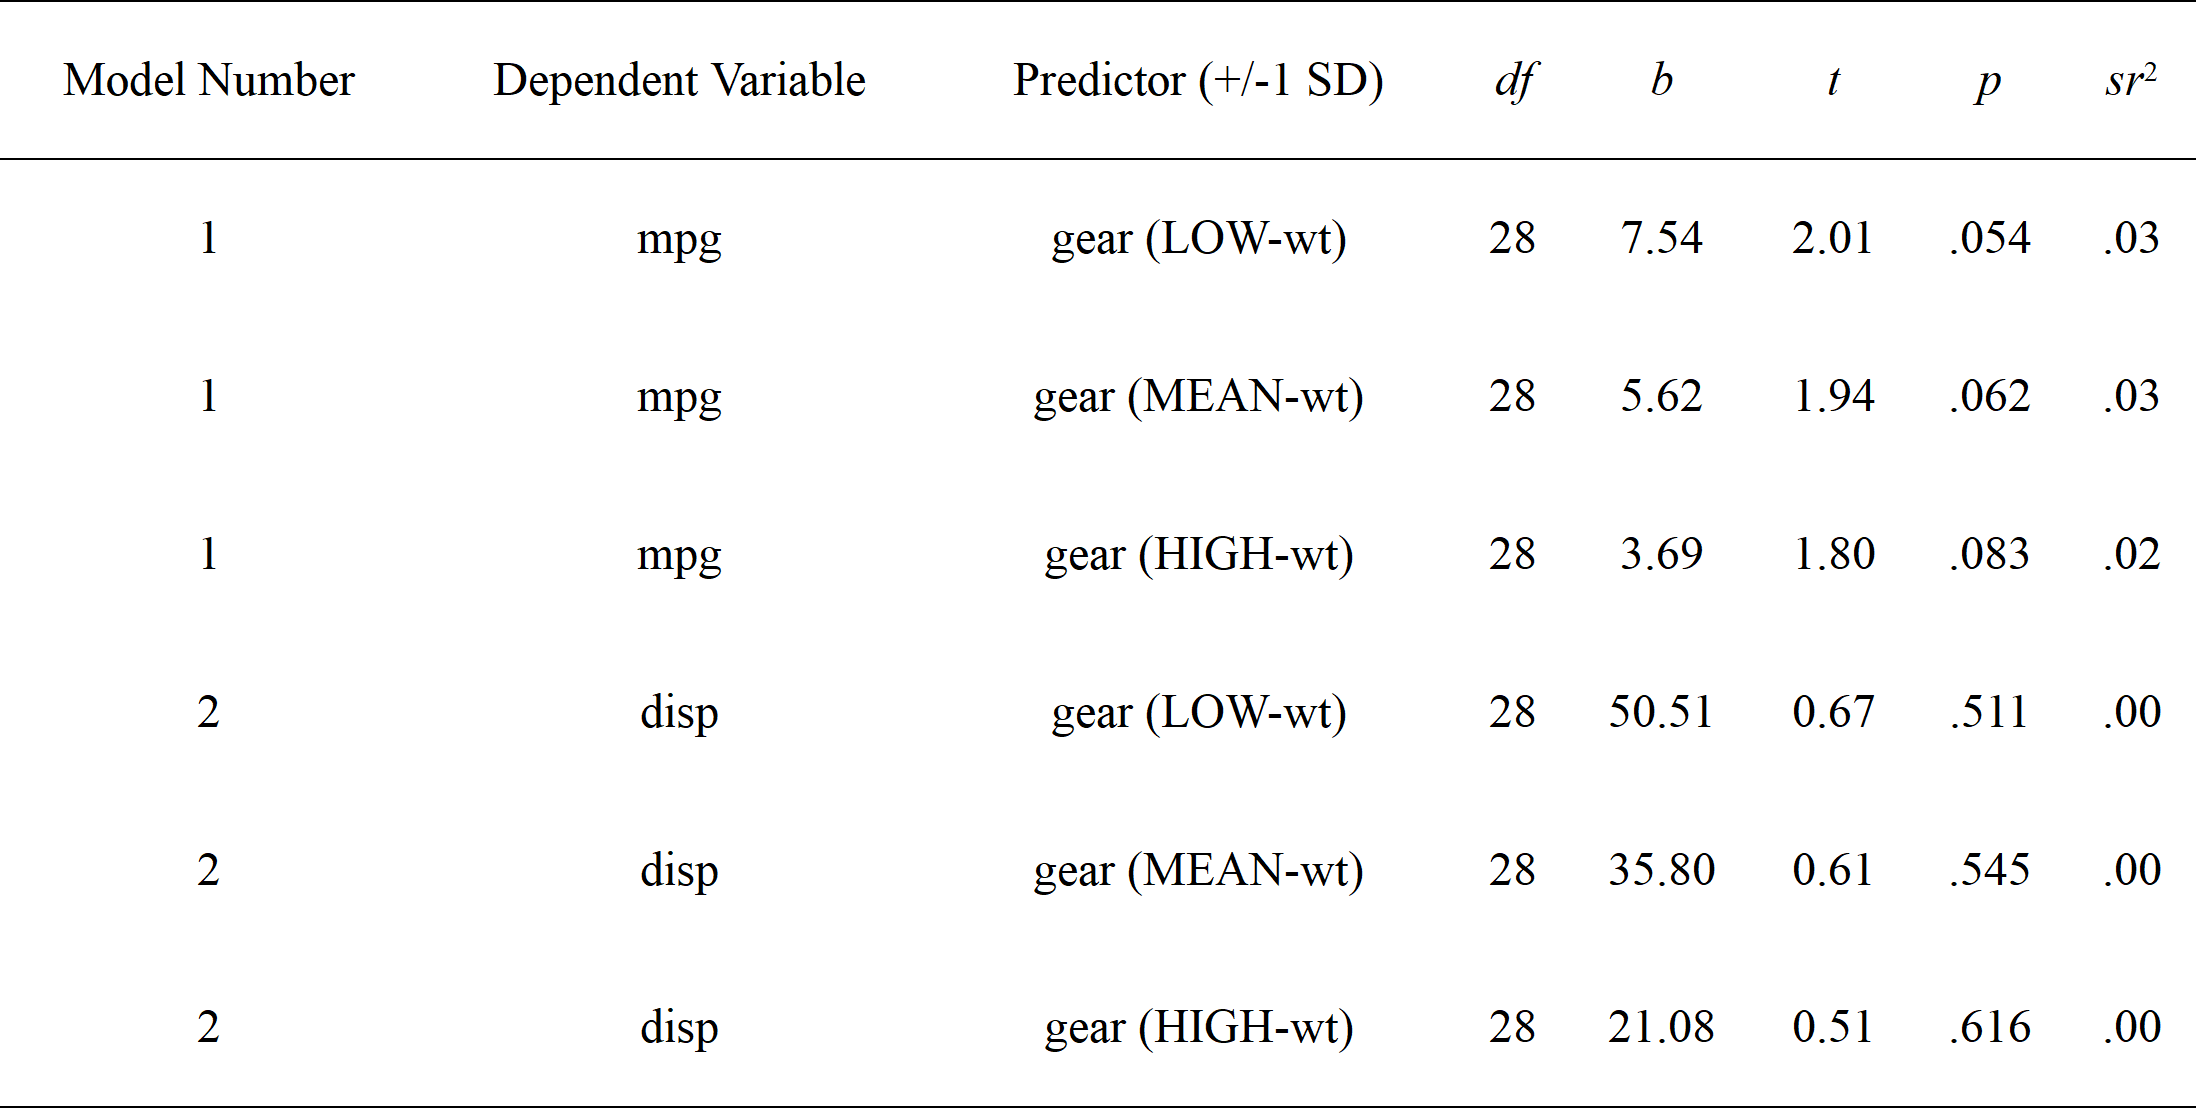 Model Number Dependent Variable Predictor (+/-1 SD) df b t p sr²
1 mpg gear (LOW-wt) 28 7.54 2.01 .054 .03
1 mpg gear (MEAN-wt) 28 5.62 1.94 .062 .03
1 mpg gear (HIGH-wt) 28 3.69 1.80 .083 .02
2 disp gear (LOW-wt) 28 50.51 0.67 .511 .00
2 disp gear (MEAN-wt) 28 35.80 0.61 .545 .00
2 disp gear (HIGH-wt) 28 21.08 0.51 .616 .00